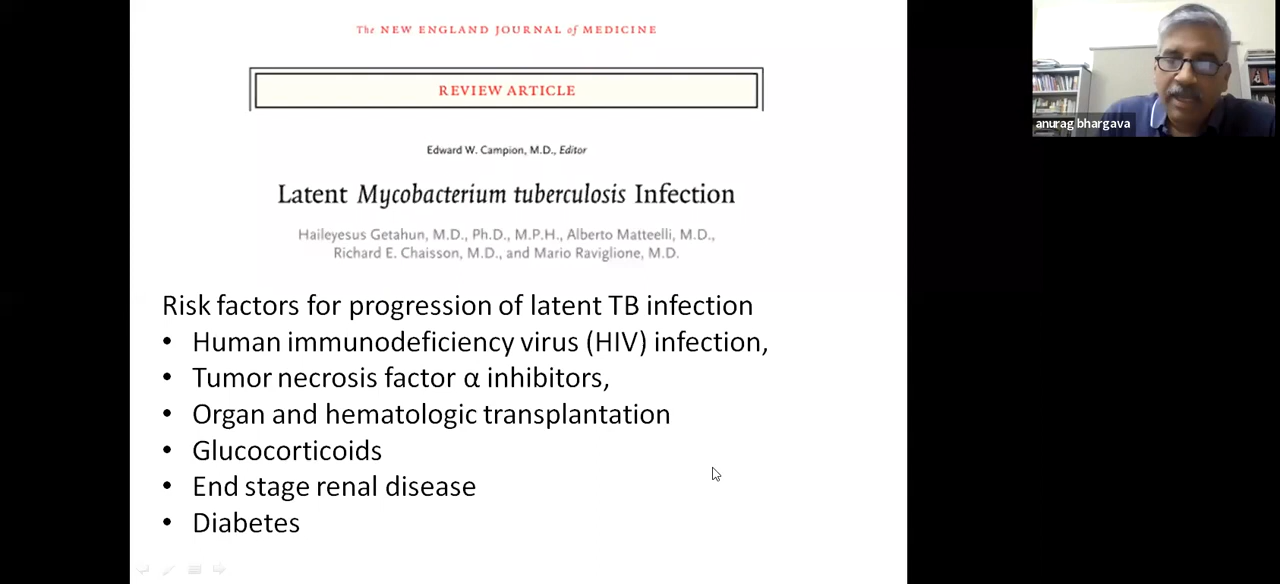 The NEW ENGLAND JOURNAL of MEDICINE
REVIEW ARTICLE
Edward W. Campion, M.D., Editor
Latent Mycobacterium tuberculosis Infection
Haileyesus Getahun, M.D., Ph.D., M.P.H., Alberto Matteelli, M.D.,
Richard E. Chaisson, M.D., and Mario Raviglione, M.D.
Risk factors for progression of latent TB infection
• Human immunodeficiency virus (HIV) infection,
• Tumor necrosis factor α inhibitors,
• Organ and hematologic transplantation
• Glucocorticoids
• End stage renal disease
• Diabetes
anurag bhargava